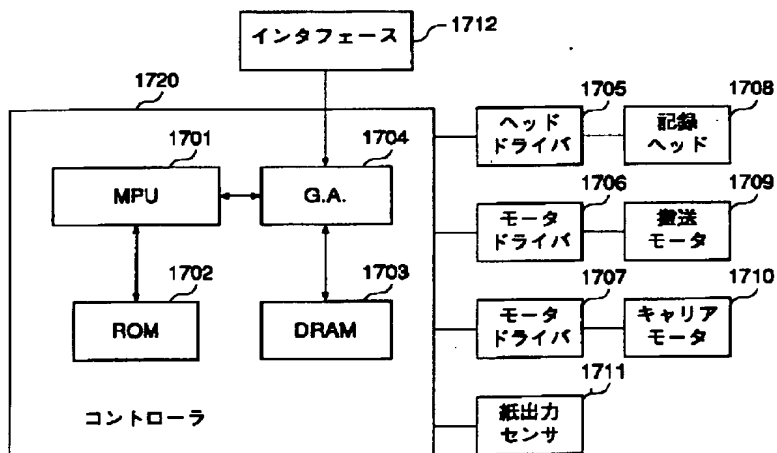 インタフェース
1712
1720
1701
MPU
1704
G.A.
1702
ROM
1703
DRAM
コントローラ
1705
ヘッド
ドライバ
1708
記録
ヘッド
1706
モータ
ドライバ
1709
搬送
モータ
1707
モータ
ドライバ
1710
キャリア
モータ
1711
紙出力
センサ